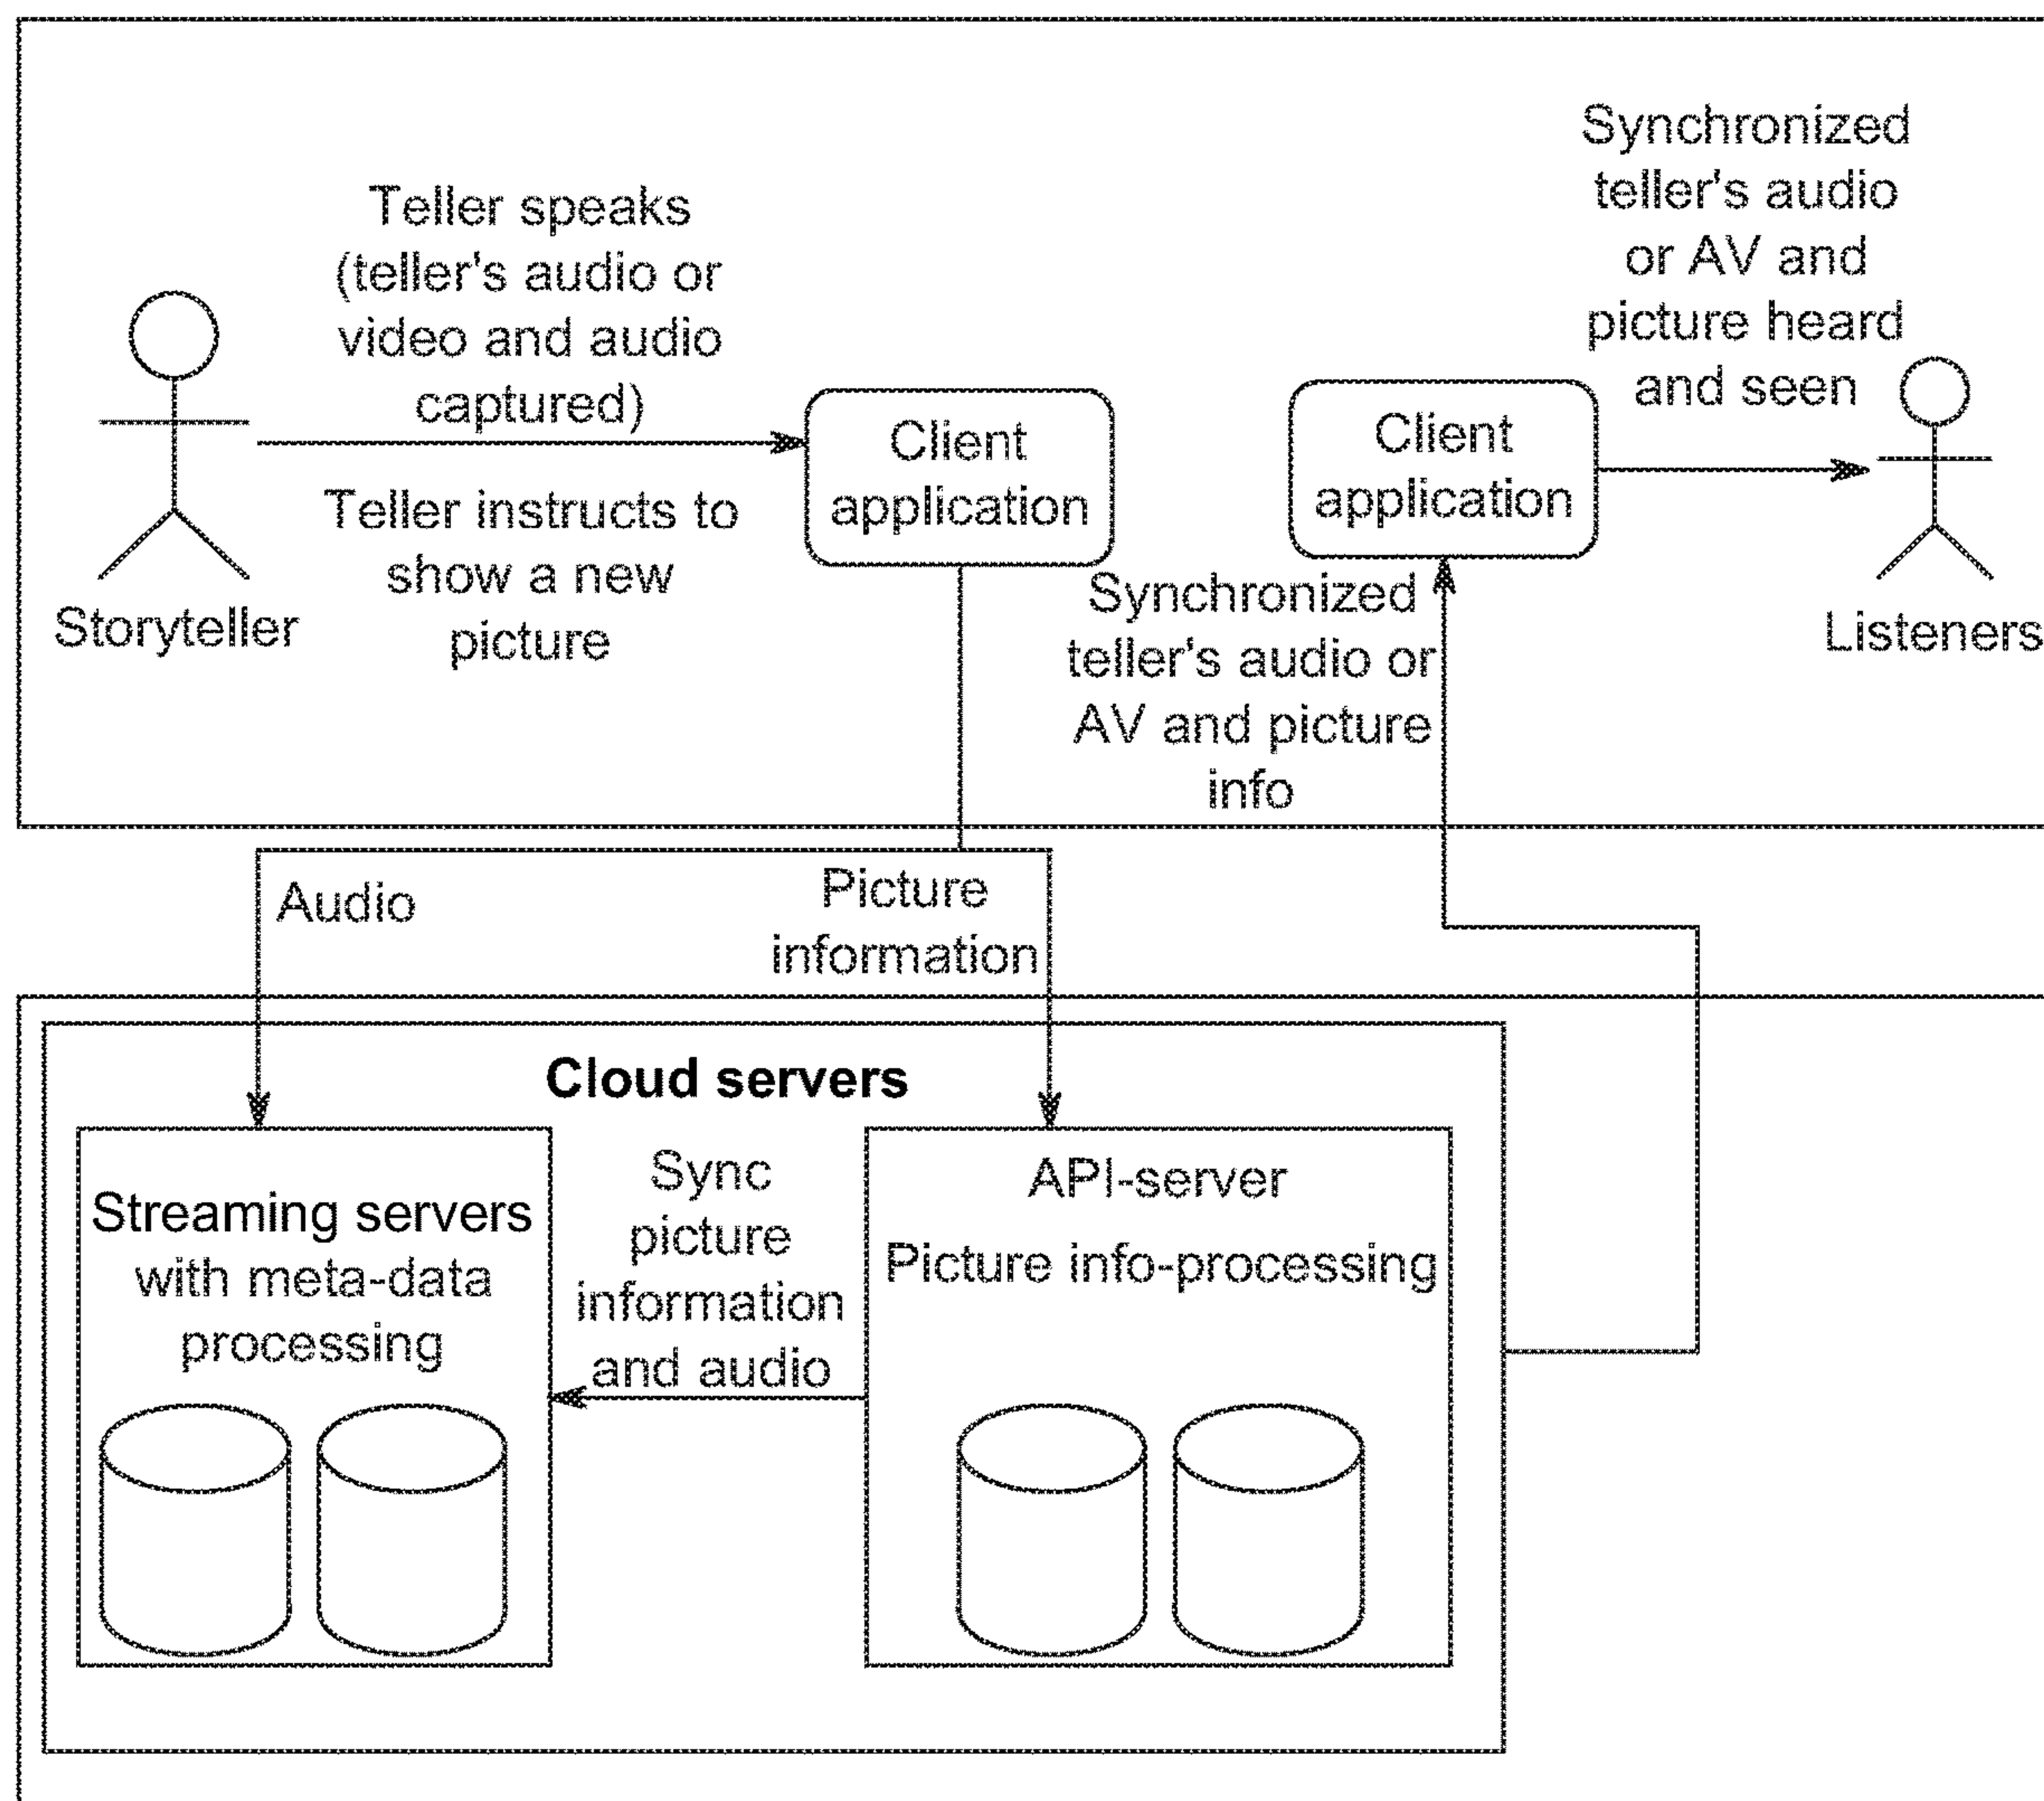 Teller speaks
(teller's audio or
video and audio
captured)
Teller instructs to
show a new
picture
Storyteller
Client
application
Client
application
Synchronized
teller's audio
or AV and
picture heard
and seen
Listeners
Synchronized
teller's audio or
AV and picture
info
Audio
Picture
information
Cloud servers
Streaming servers
with meta-data
processing
Sync
picture
information
and audio
API-server
Picture info-processing